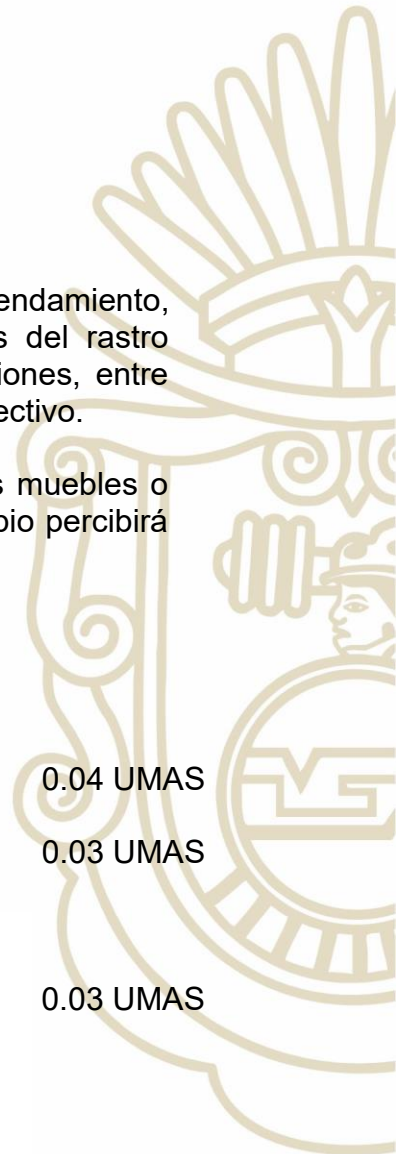 endamiento,
s del rastro
iones, entre
ectivo.
s muebles o
pio percibirá
0.04 UMAS
0.03 UMAS
0.03 UMAS